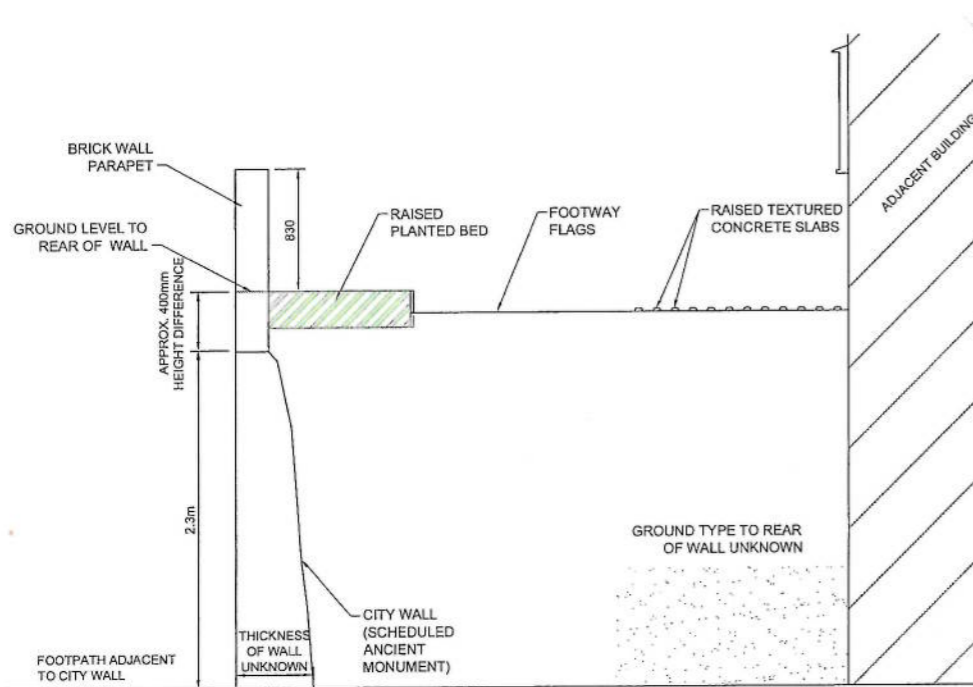 BRICK WALL
PARAPET
GROUND LEVEL TO
REAR OF WALL
830
RAISED
PLANTED BED
FOOTWAY
FLAGS
RAISED TEXTURED
CONCRETE SLABS
ADJACENT BUILDING
APPROX. 400mm
HEIGHT DIFFERENCE
2.3m
GROUND TYPE TO REAR
OF WALL UNKNOWN
CITY WALL
(SCHEDULED
ANCIENT
MONUMENT)
THICKNESS
OF WALL
UNKNOWN
FOOTPATH ADJACENT
TO CITY WALL